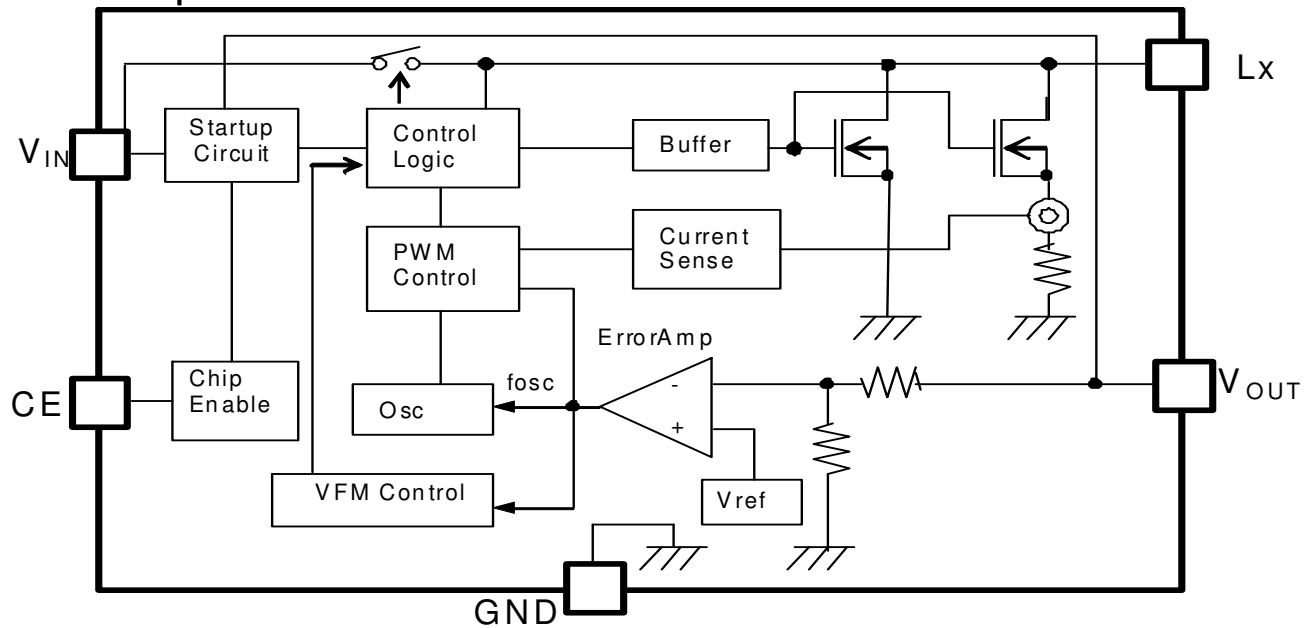 Lx
Startup
Circuit
Control
Logic
Buffer
VIN
PWM
Control
Current
Sense
ErrorAmp
Chip
Enable
CE
fosc
Osc
-
+
VOUT
VFM Control
Vref
GND